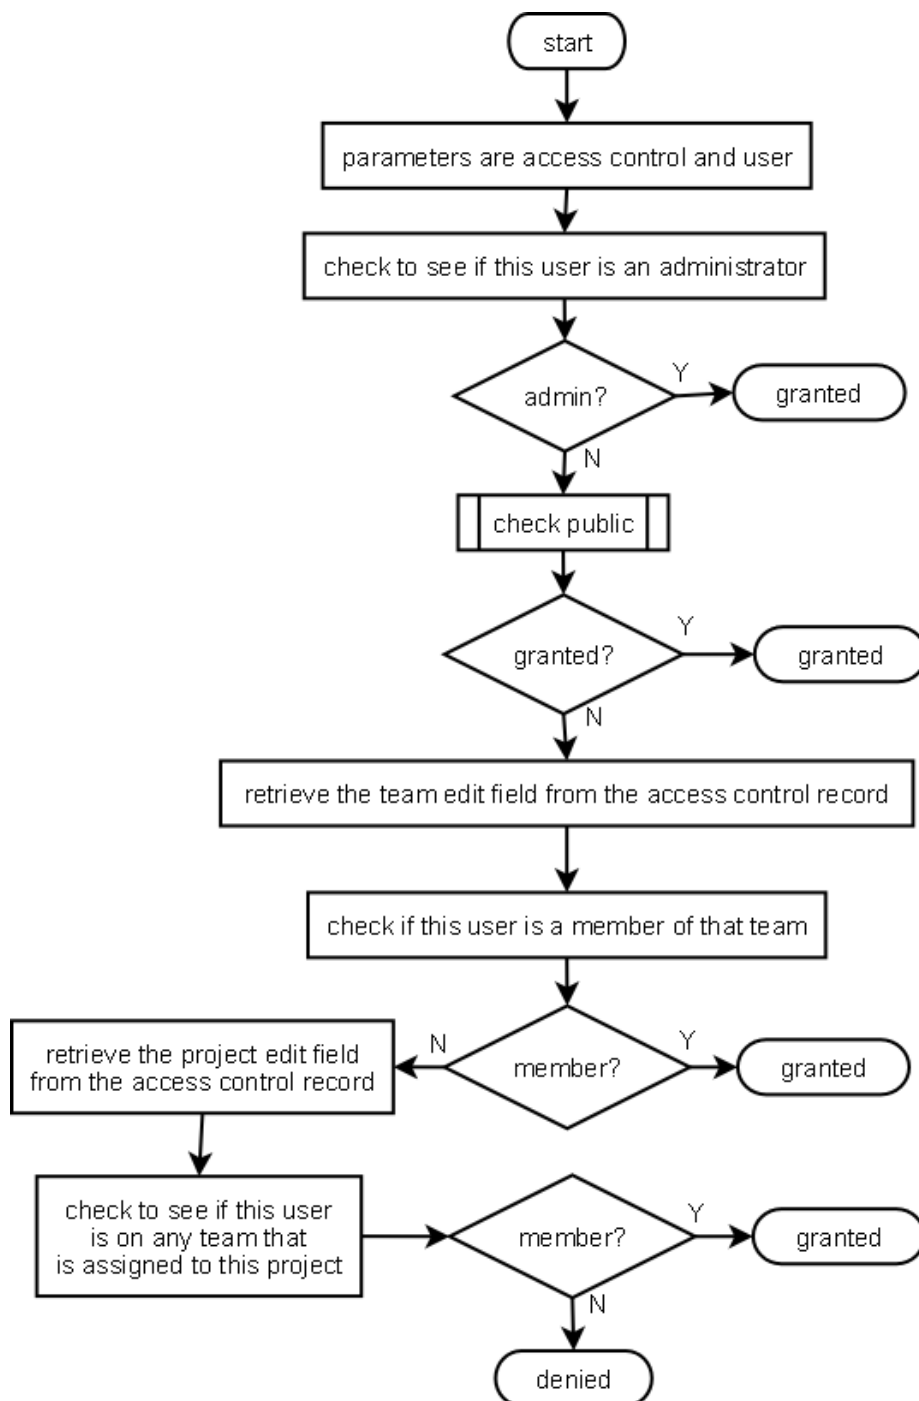 start
parameters are access control and user
check to see if this user is an administrator
admin?
Y
granted
N
check public
granted?
Y
granted
N
retrieve the team edit field from the access control record
check if this user is a member of that team
member?
Y
granted
N
retrieve the project edit field
from the access control record
check to see if this user
is on any team that
is assigned to this project
member?
Y
granted
N
denied